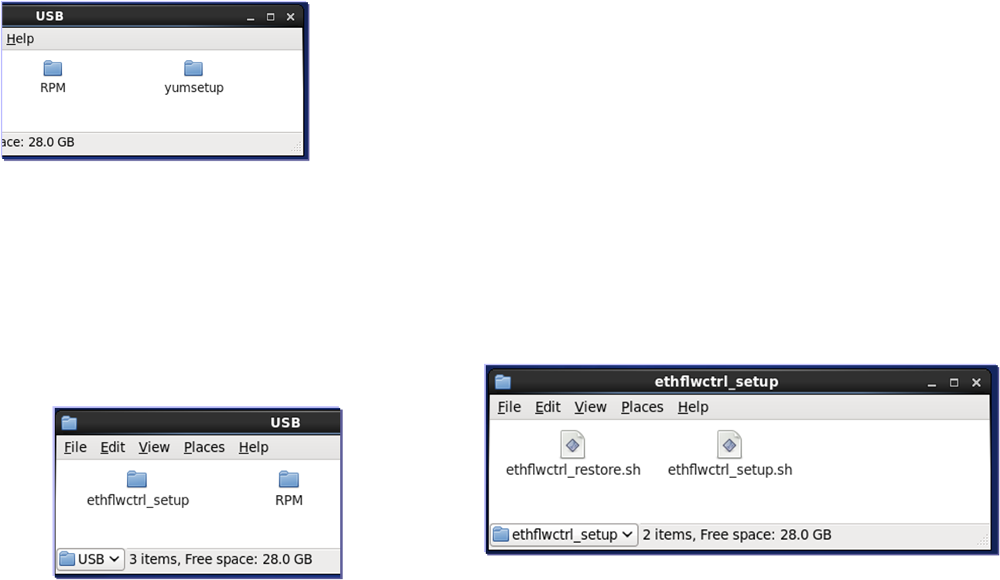 USB
Help
RPM yumsetup
ace: 28.0 GB
ethflwctrl_setup
File Edit View Places Help
ethflwctrl_restore.sh ethflwctrl_setup.sh
ethflwctrl_setup 2 items, Free space: 28.0 GB
USB
File Edit View Places Help
ethflwctrl_setup RPM
USB 3 items, Free space: 28.0 GB